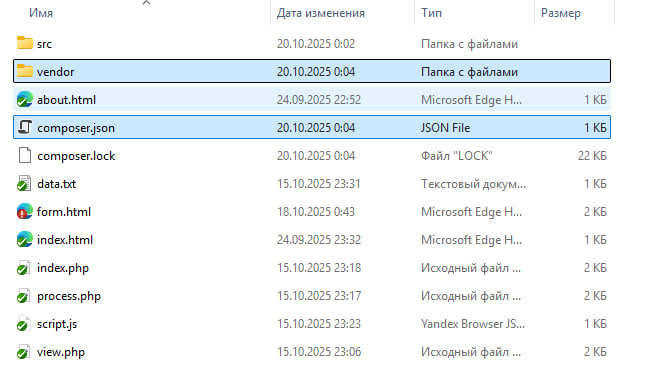 Имя Дата изменения Тип Размер
src 20.10.2025 0:02 Папка с файлами
vendor 20.10.2025 0:04 Папка с файлами
about.html 24.09.2025 22:52 Microsoft Edge H... 1 КБ
composer.json 20.10.2025 0:04 JSON File 1 КБ
composer.lock 20.10.2025 0:04 Файл "LOCK" 22 КБ
data.txt 15.10.2025 23:31 Текстовый докум... 1 КБ
form.html 18.10.2025 0:43 Microsoft Edge H... 2 КБ
index.html 24.09.2025 23:32 Microsoft Edge H... 1 КБ
index.php 15.10.2025 23:18 Исходный файл ... 2 КБ
process.php 15.10.2025 23:17 Исходный файл ... 2 КБ
script.js 15.10.2025 23:23 Yandex Browser JS... 1 КБ
view.php 15.10.2025 23:06 Исходный файл ... 2 КБ